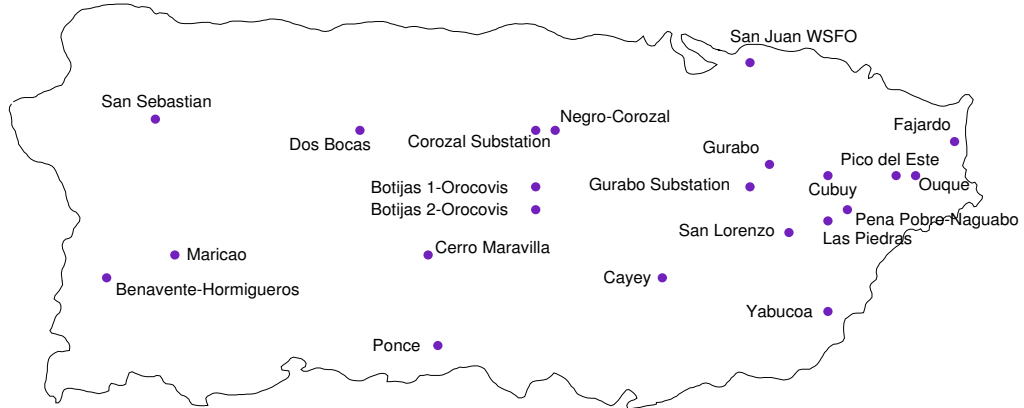 San Juan WSFO
San Sebastian
Negro-Corozal
Fajardo
Dos Bocas
Corozal Substation
Gurabo
Pico del Este
Botijas 1-Orocovis
Gurabo Substation
Cubuy
Ouque
Botijas 2-Orocovis
Pena Pobre-Naguabo
San Lorenzo
Las Piedras
Maricao
Cerro Maravilla
Cayey
Benavente-Hormigueros
Yabucoa
Ponce